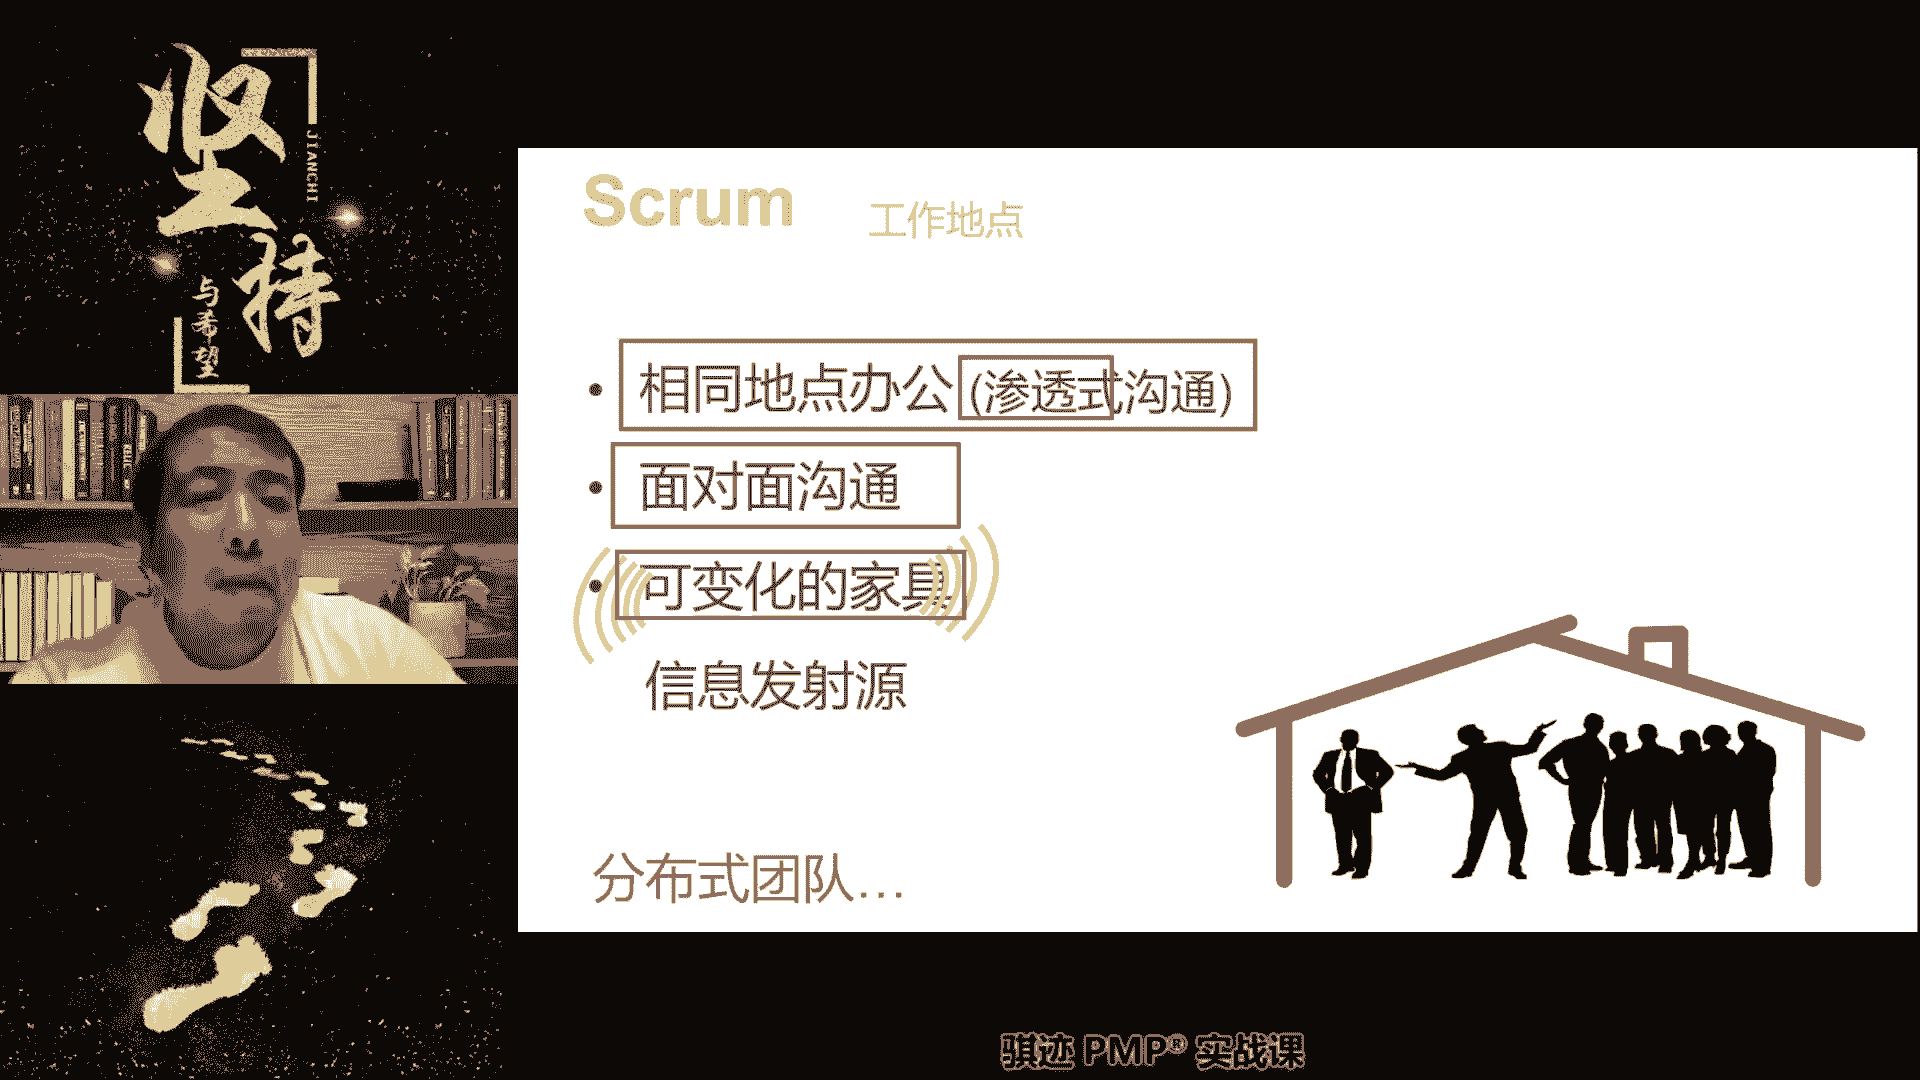 坚持
JIANCHI
与希望
Scrum 工作地点
• 相同地点办公 (渗透式沟通)
• 面对面沟通
• 可变化的家具
信息发射源
分布式团队…
骐迹 PMP® 实战课